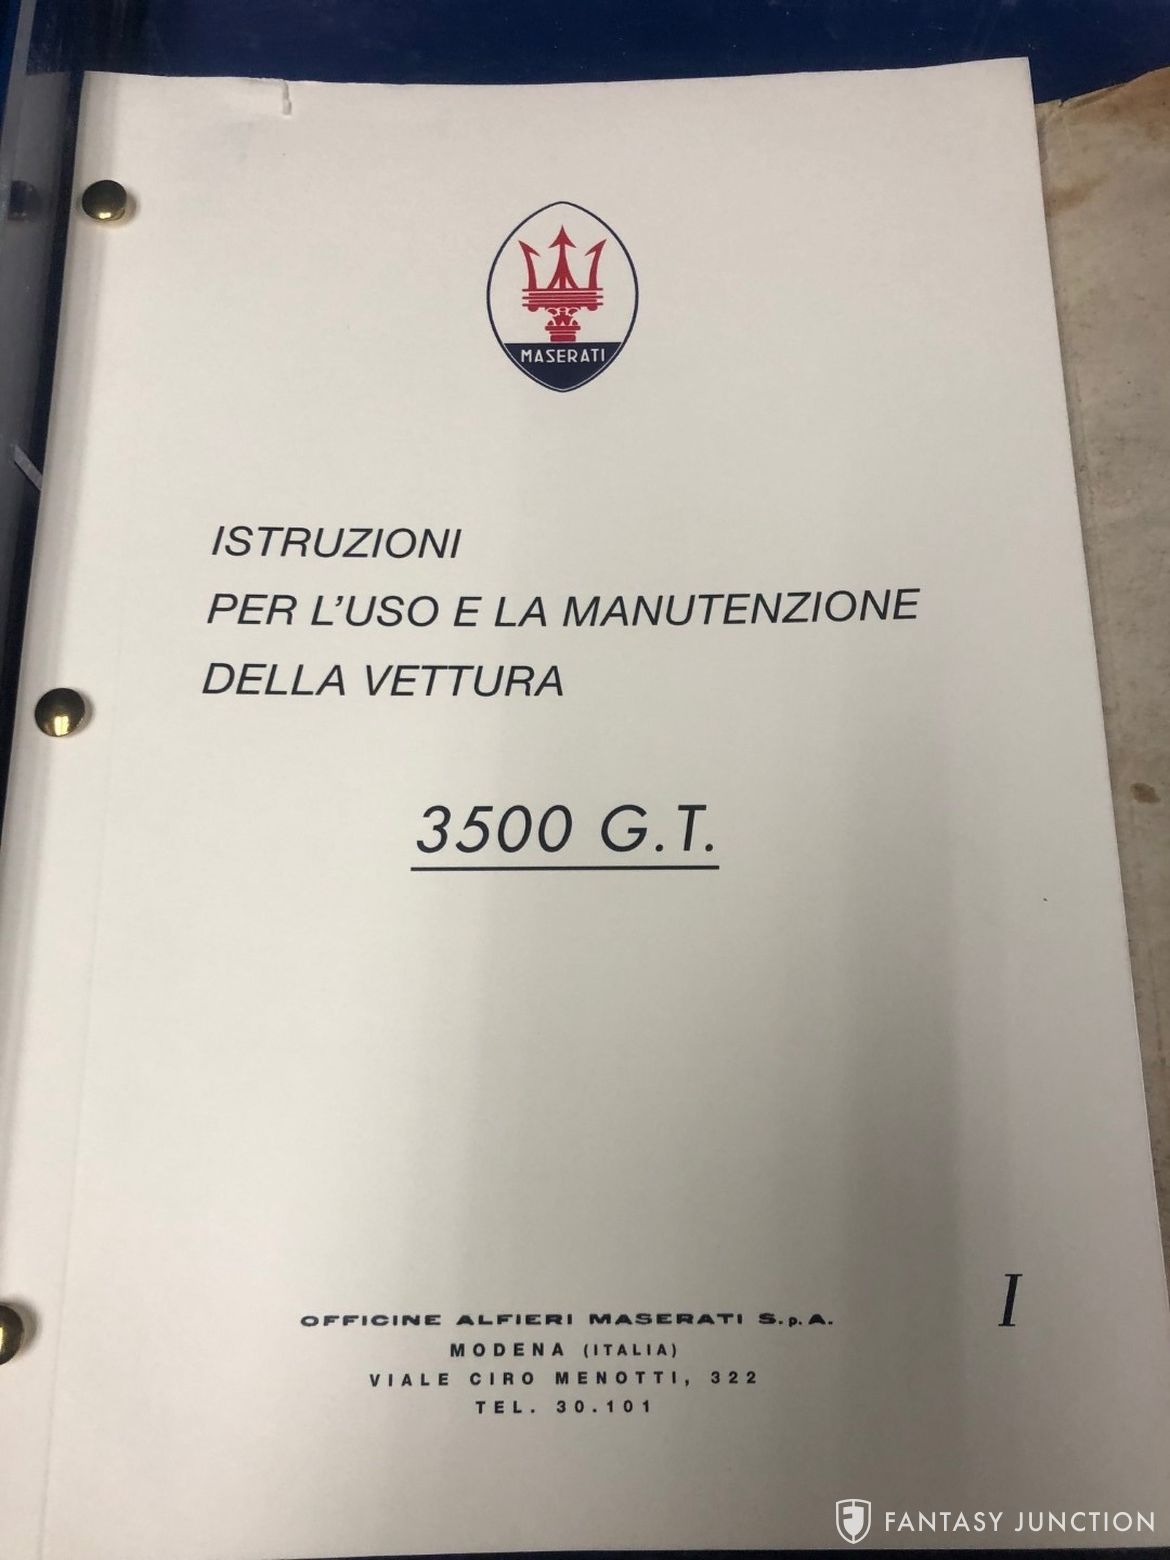 MASERATI
ISTRUZIONI
PER L'USO E LA MANUTENZIONE
DELLA VETTURA
3500 G.T.
I
OFFICINE ALFIERI MASERATI S.p.A.
MODENA (ITALIA)
VIALE CIRO MENOTTI, 322
TEL. 30.101
FANTASY JUNCTION